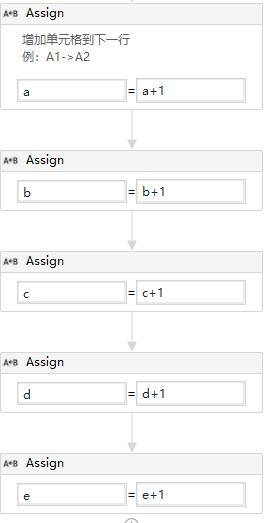 A*B Assign
增加单元格到下一行
例：A1->A2
a = a+1
A*B Assign
b = b+1
A*B Assign
c = c+1
A*B Assign
d = d+1
A*B Assign
e = e+1